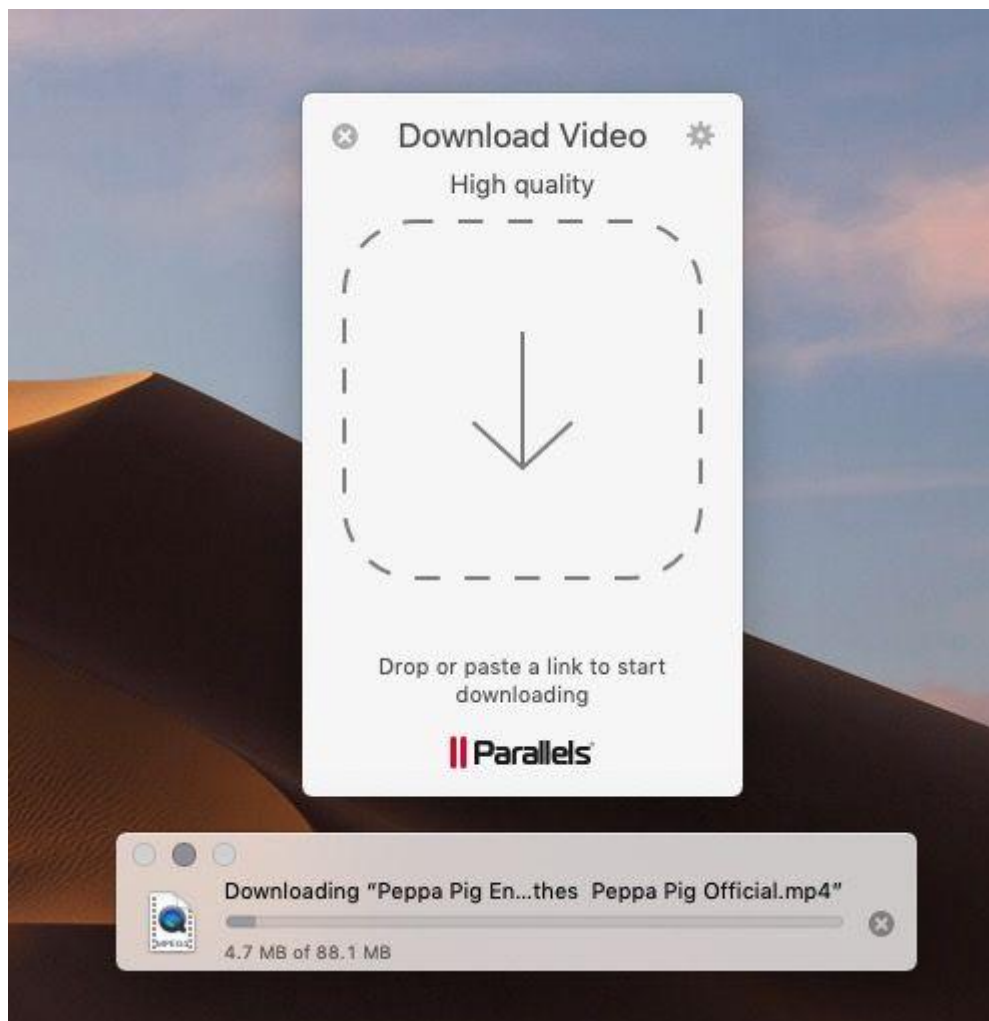 Download Video
High quality
Drop or paste a link to start
downloading
Parallels
Downloading “Peppa Pig En...thes  Peppa Pig Official.mp4”
4.7 MB of 88.1 MB